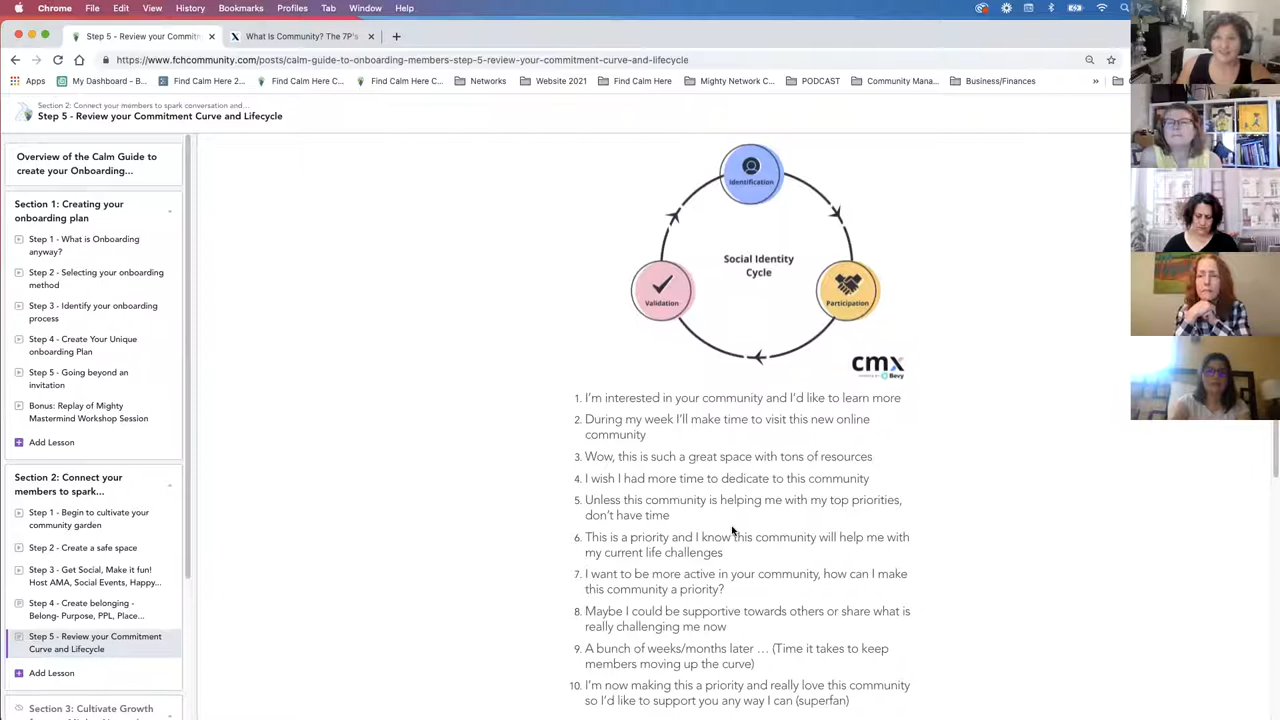 Chrome File Edit View History Bookmarks Profiles Tab Window Help
Step 5 - Review your Commitm
What Is Community? The 7P's
https://www.fchcommunity.com/posts/calm-guide-to-onboarding-members-step-5-review-your-commitment-curve-and-lifecycle
Apps My Dashboard - B... Find Calm Here 2... Find Calm Here C... Find Calm Here C... Networks Website 2021 Find Calm Here Mighty Network C... PODCAST Community Mana... Business/Finances »
Section 2: Connect your members to spark conversation and...
Step 5 - Review your Commitment Curve and Lifecycle
Overview of the Calm Guide to
create your Onboarding...
Section 1: Creating your
onboarding plan
Step 1 - What is Onboarding
anyway?
Step 2 - Selecting your onboarding
method
Step 3 - Identify your onboarding
process
Step 4 - Create Your Unique
onboarding Plan
Step 5 - Going beyond an
invitation
Bonus: Replay of Mighty
Mastermind Workshop Session
Add Lesson
Section 2: Connect your
members to spark...
Step 1 - Begin to cultivate your
community garden
Step 2 - Create a safe space
Step 3 - Get Social, Make it fun!
Host AMA, Social Events, Happy...
Step 4 - Create belonging -
Belong- Purpose, PPL, Place...
Step 5 - Review your Commitment
Curve and Lifecycle
Add Lesson
Section 3: Cultivate Growth
Identification
Social Identity
Cycle
Validation
Participation
cmx
Bevy
1. I'm interested in your community and I'd like to learn more
2. During my week I'll make time to visit this new online
community
3. Wow, this is such a great space with tons of resources
4. I wish I had more time to dedicate to this community
5. Unless this community is helping me with my top priorities,
don't have time
6. This is a priority and I know this community will help me with
my current life challenges
7. I want to be more active in your community, how can I make
this community a priority?
8. Maybe I could be supportive towards others or share what is
really challenging me now
9. A bunch of weeks/months later ... (Time it takes to keep
members moving up the curve)
10. I'm now making this a priority and really love this community
so I'd like to support you any way I can (superfan)